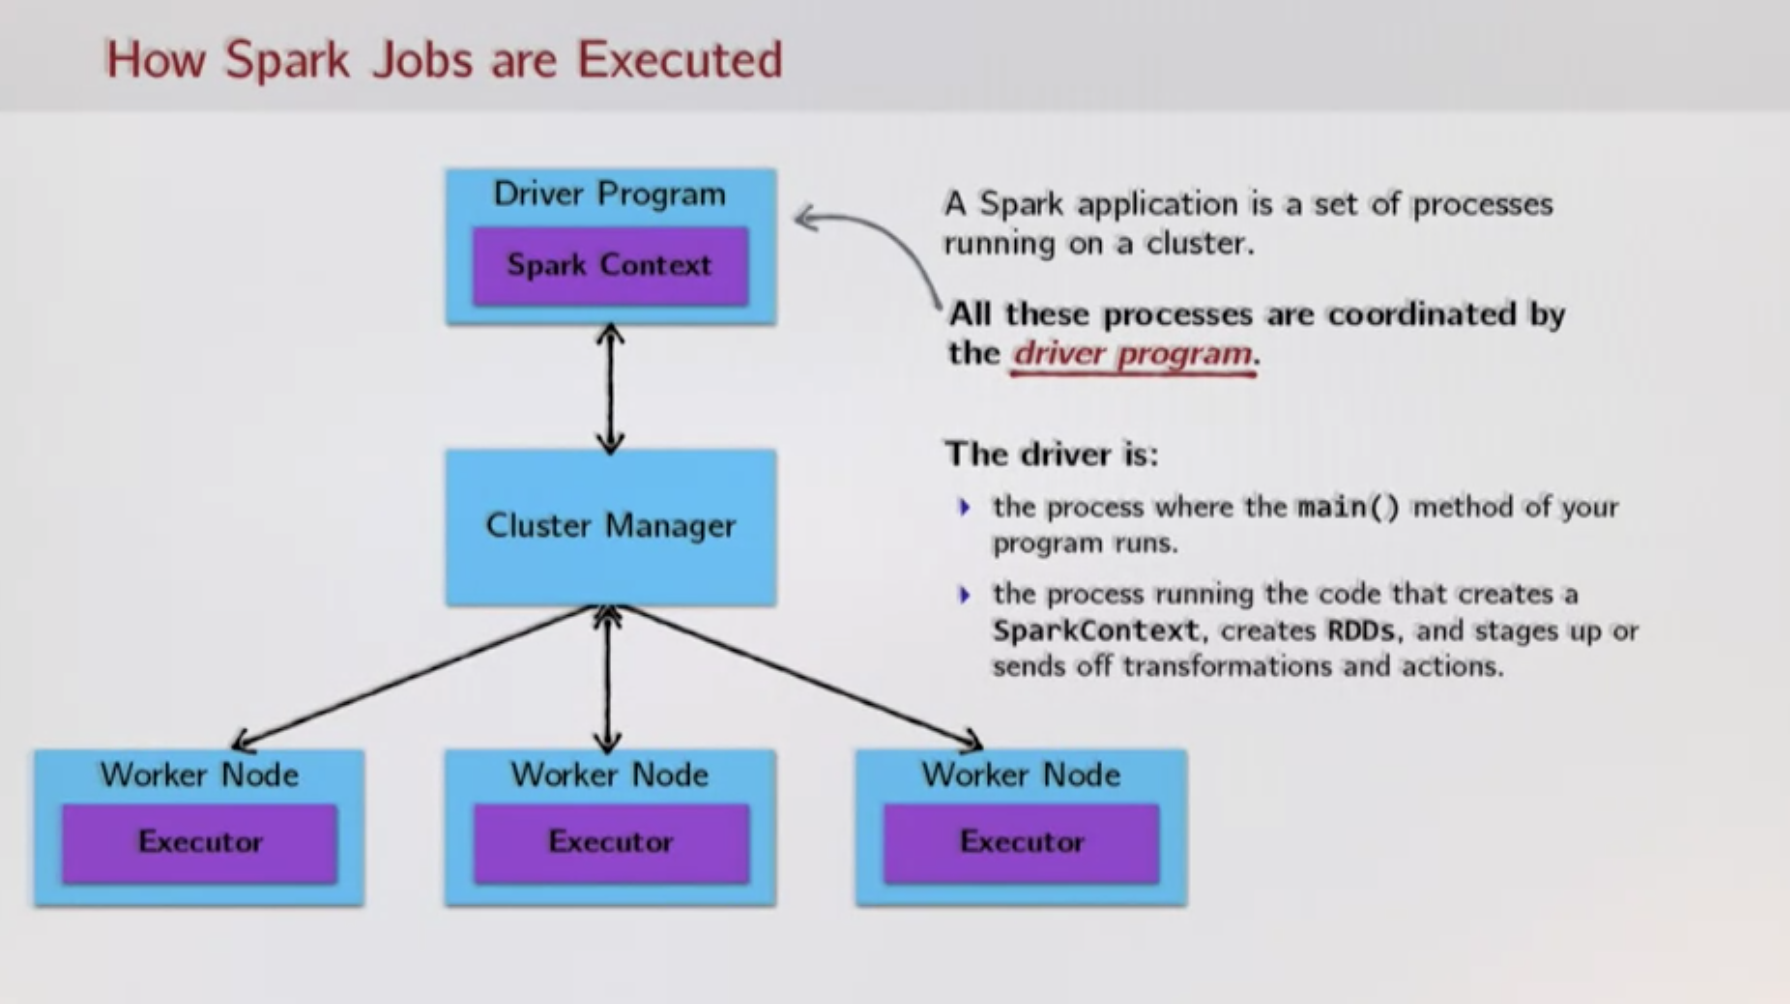 How Spark Jobs are Executed
Driver Program
Spark Context
Cluster Manager
Worker Node
Executor
Worker Node
Executor
Worker Node
Executor
A Spark application is a set of processes
running on a cluster.
All these processes are coordinated by
the driver program.
The driver is:
the process where the main() method of your
program runs.
the process running the code that creates a
SparkContext, creates RDDs, and stages up or
sends off transformations and actions.